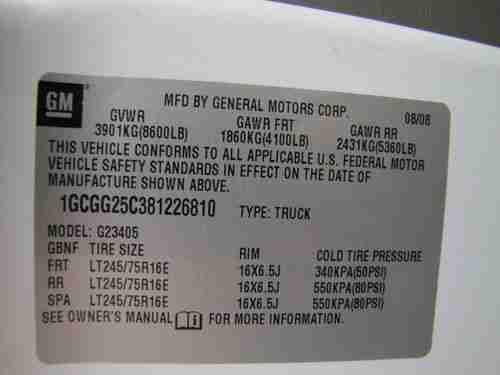 GM
MFD BY GENERAL MOTORS CORP. 08/08
GVWR GAWR FRT GAWR RR
3901KG(8600LB) 1860KG(4100LB) 2431KG(5360LB)
THIS VEHICLE CONFORMS TO ALL APPLICABLE U.S. FEDERAL MOTOR
VEHICLE SAFETY STANDARDS IN EFFECT ON THE DATE OF
MANUFACTURE SHOWN ABOVE.
1GCGG25C381226810 TYPE: TRUCK
MODEL: G23405
GBNF TIRE SIZE RIM COLD TIRE PRESSURE
FRT LT245/75R16E 16X6.5J 340KPA(50PSI)
RR LT245/75R16E 16X6.5J 550KPA(80PSI)
SPA LT245/75R16E 16X6.5J 550KPA(80PSI)
SEE OWNER'S MANUAL FOR MORE INFORMATION.